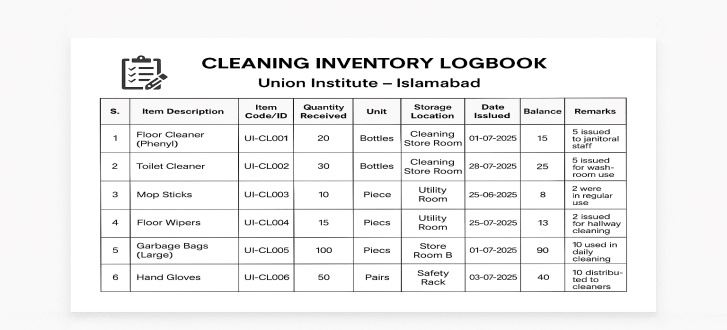 CLEANING INVENTORY LOGBOOK
Union Institute – Islamabad
S. Item Description Item Code/ID Quantity Received Unit Storage Location Date Isslued Balance Remarks
1 Floor Cleaner (Phenyl) UI-CL001 20 Bottles Cleaning Store Room 01-07-2025 15 5 issued to janitoral staff
2 Toilet Cleaner UI-CL002 30 Bottles Cleaning Store Room 28-07-2025 25 5 issued for wash-room use
3 Mop Sticks UI-CL003 10 Piece Utility Room 25-06-2025 8 2 were in regular use
4 Floor Wipers UI-CL004 15 Piecs Utility Room 25-07-2025 13 2 issued for hallway cleaning
5 Garbage Bags (Large) UI-CL005 100 Piecs Store Room B 01-07-2025 90 10 used in daily cleaning
6 Hand Gloves UI-CL006 50 Pairs Safety Rack 03-07-2025 40 10 distribu-ted to cleaners